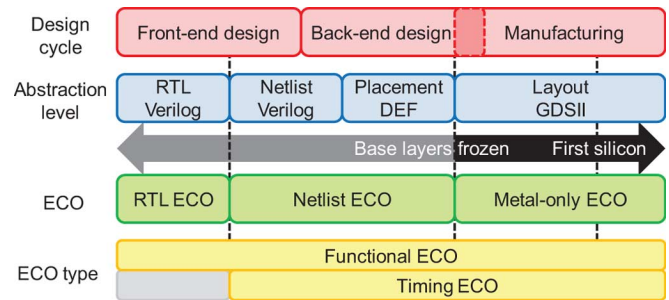 Design
cycle
Front-end design
Back-end design
Manufacturing
Abstraction
level
RTL
Verilog
Netlist
Verilog
Placement
DEF
Layout
GDSII
Base layers frozen
First silicon
ECO
RTL ECO
Netlist ECO
Metal-only ECO
ECO type
Functional ECO
Timing ECO